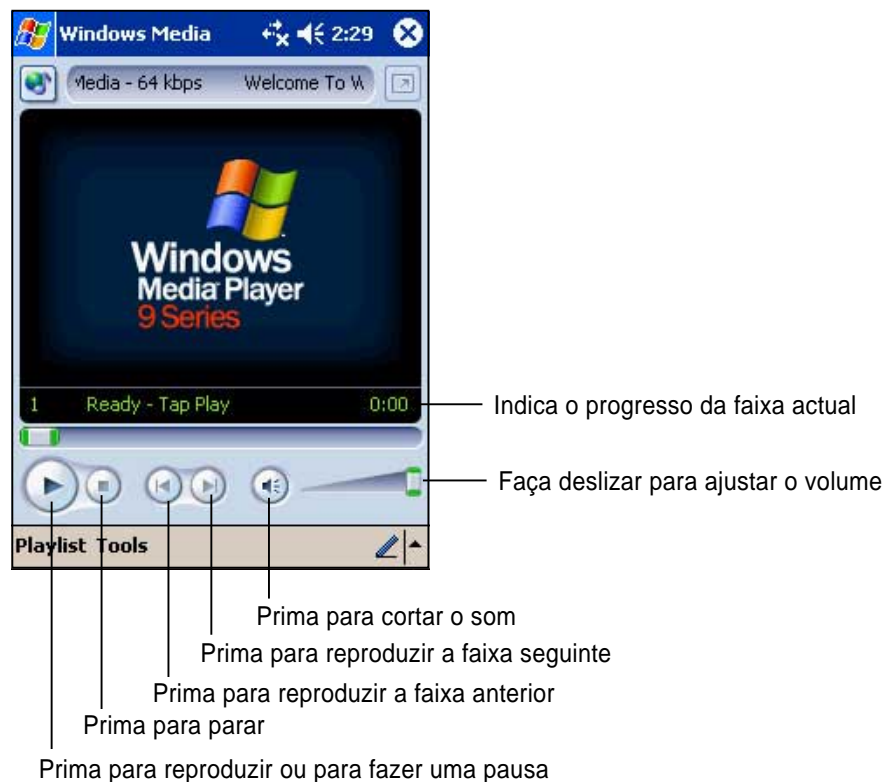 Windows Media 2:29
Media - 64 kbps Welcome To W
Windows
Media Player
9 Series
1 Ready - Tap Play 0:00
Indica o progresso da faixa actual
Faça deslizar para ajustar o volume
Playlist Tools
Prima para cortar o som
Prima para reproduzir a faixa seguinte
Prima para reproduzir a faixa anterior
Prima para parar
Prima para reproduzir ou para fazer uma pausa